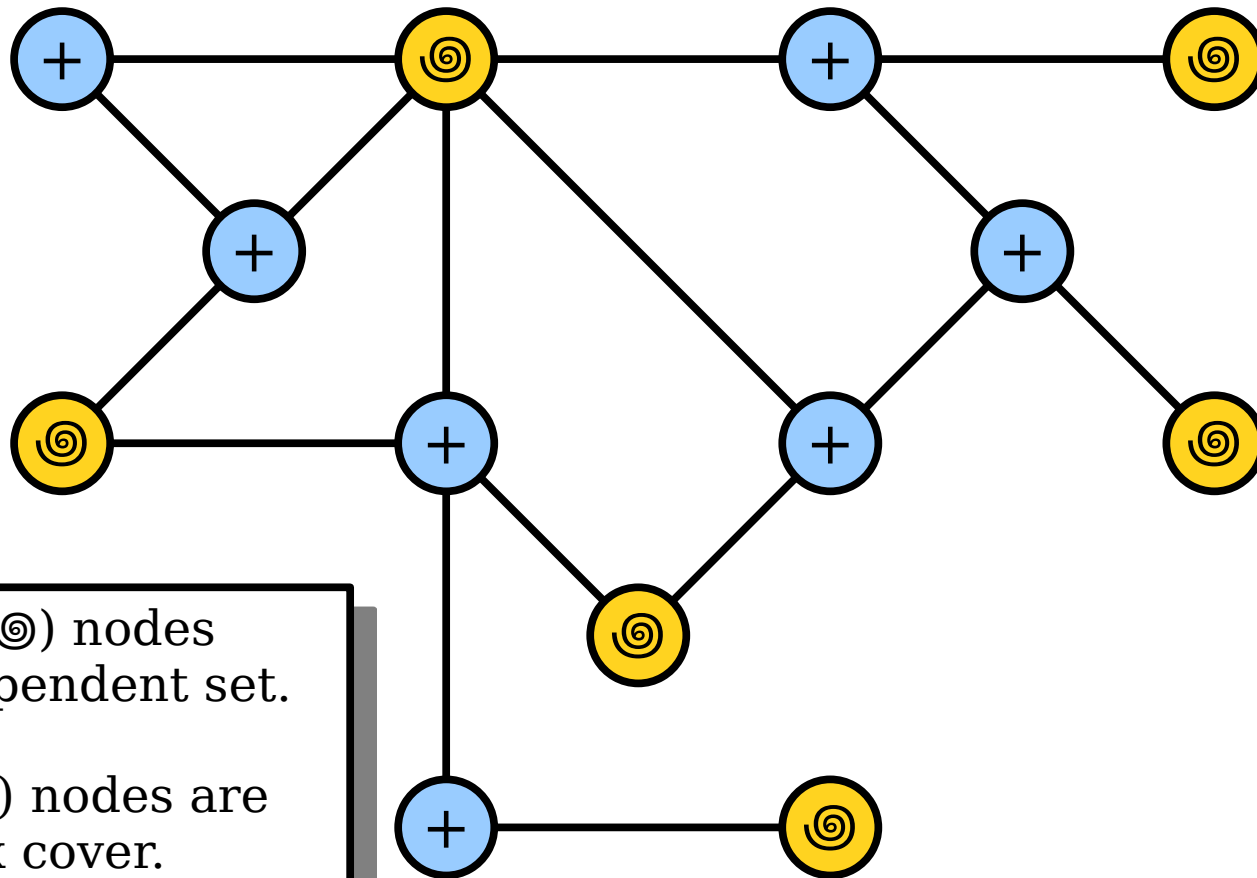 + ꩜ + ꩜
+ +
꩜ + + ꩜
꩜
꩜) nodes
pendent set.
) nodes are
+ ꩜
cover.